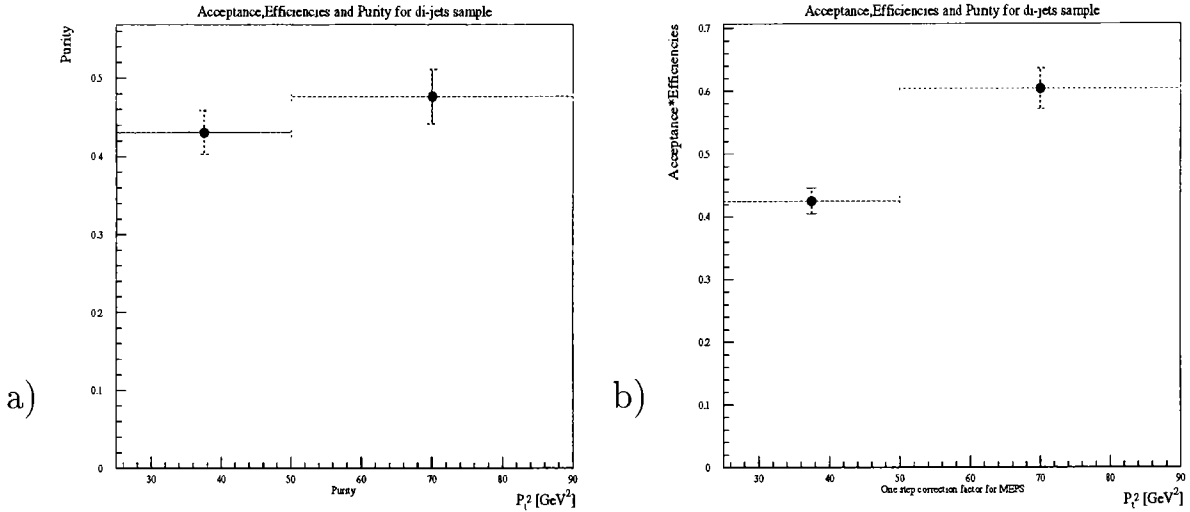 Acceptance,Efficiencies and Purity for di-jets sample
Purity
0.5
0.4
0.3
0.2
0.1
0
30 40 50 60 70 80 90
Purity
P_t^2 [GeV^2]
a)
Acceptance,Efficiencies and Purity for di-jets sample
Acceptance*Efficiencies
0.7
0.6
0.5
0.4
0.3
0.2
0.1
0
30 40 50 60 70 80 90
One step correction factor for MEPS
P_t^2 [GeV^2]
b)